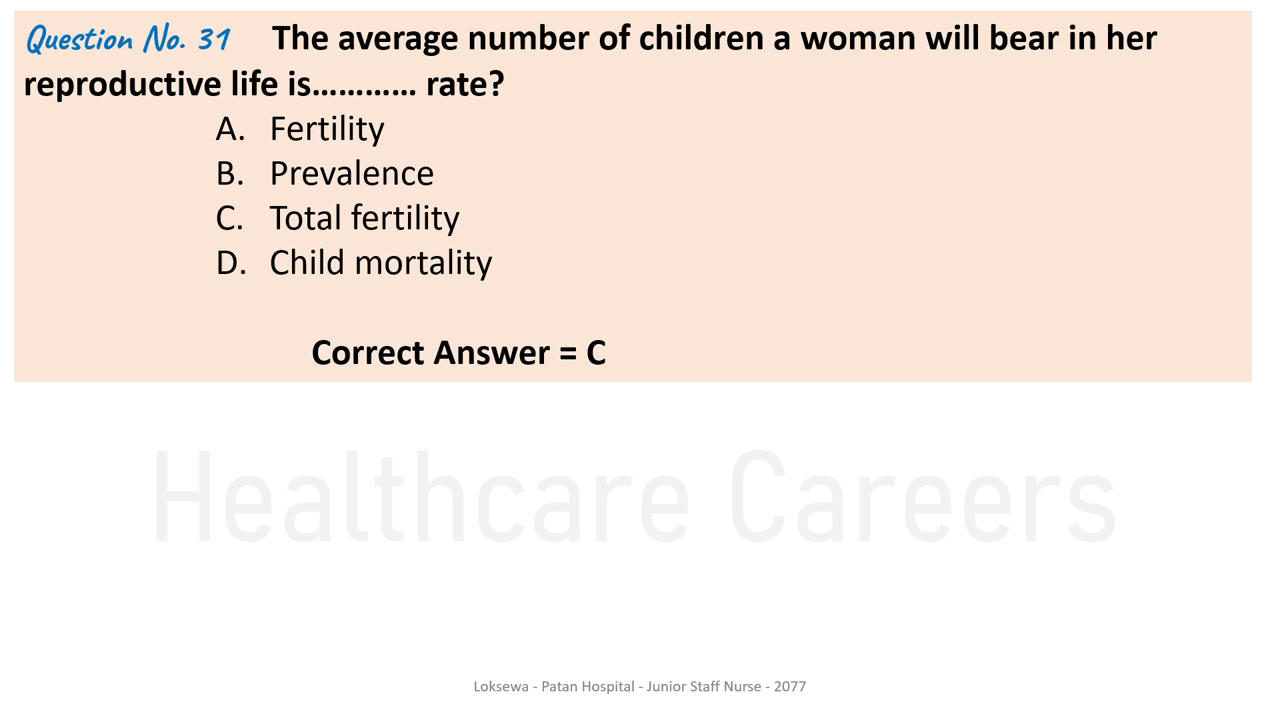 Question No. 31 The average number of children a woman will bear in her
reproductive life is………… rate?
A. Fertility
B. Prevalence
C. Total fertility
D. Child mortality
Correct Answer = C
Healthcare Careers
Loksewa - Patan Hospital - Junior Staff Nurse - 2077